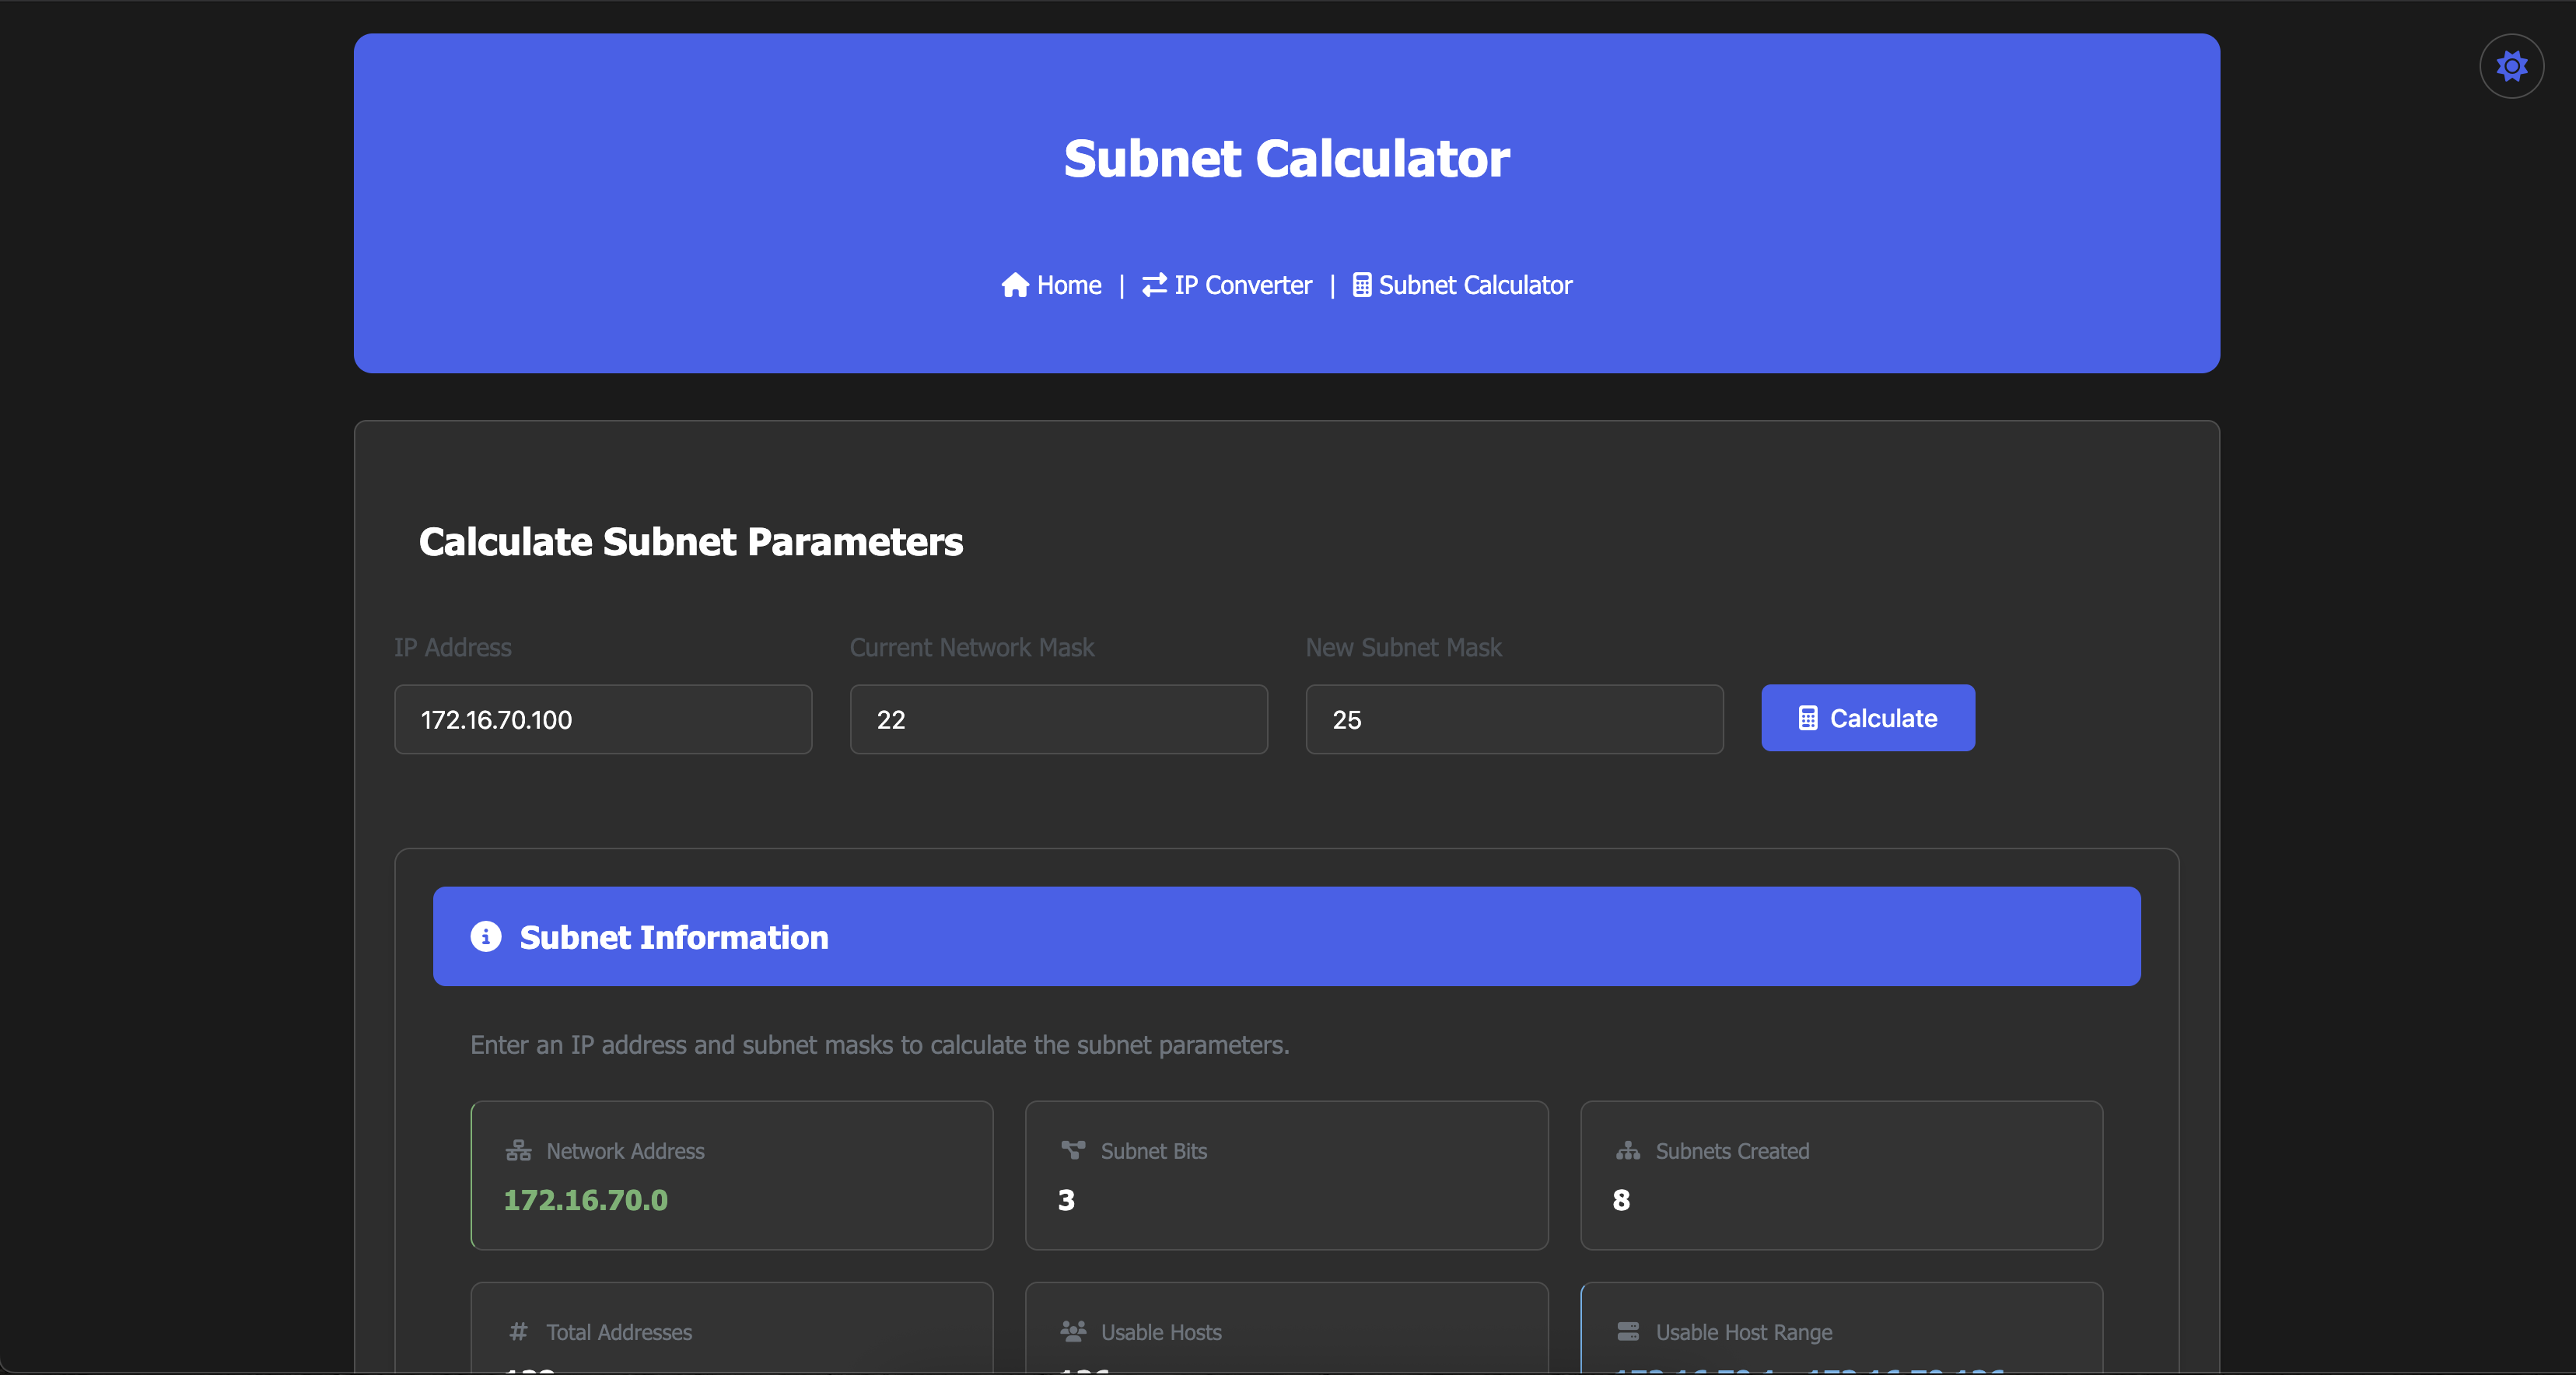 Subnet Calculator
Home | IP Converter | Subnet Calculator
Calculate Subnet Parameters
IP Address
Current Network Mask
New Subnet Mask
172.16.70.100
22
25
Calculate
Subnet Information
Enter an IP address and subnet masks to calculate the subnet parameters.
Network Address
172.16.70.0
Subnet Bits
3
Subnets Created
8
# Total Addresses
Usable Hosts
Usable Host Range